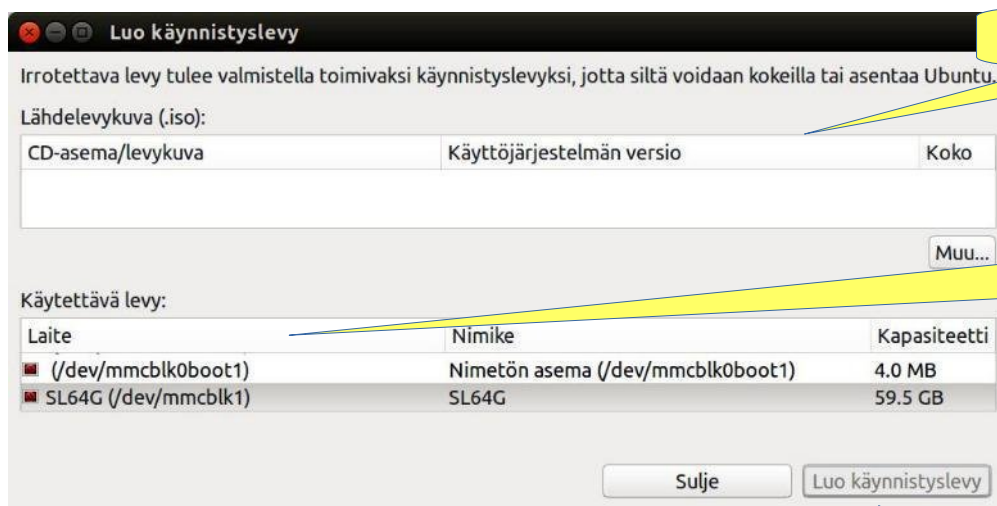 Luo käynnistyslevy
Irrotettava levy tulee valmistella toimivaksi käynnistyslevyksi, jotta siltä voidaan kokeilla tai asentaa Ubuntu.
Lähdelevykuva (.iso):
CD-asema/levykuva Käyttöjärjestelmän versio Koko
Muu...
Käytettävä levy:
Laite Nimike Kapasiteetti
(/dev/mmcblk0boot1) Nimetön asema (/dev/mmcblk0boot1) 4.0 MB
SL64G (/dev/mmcblk1) SL64G 59.5 GB
Sulje Luo käynnistyslevy